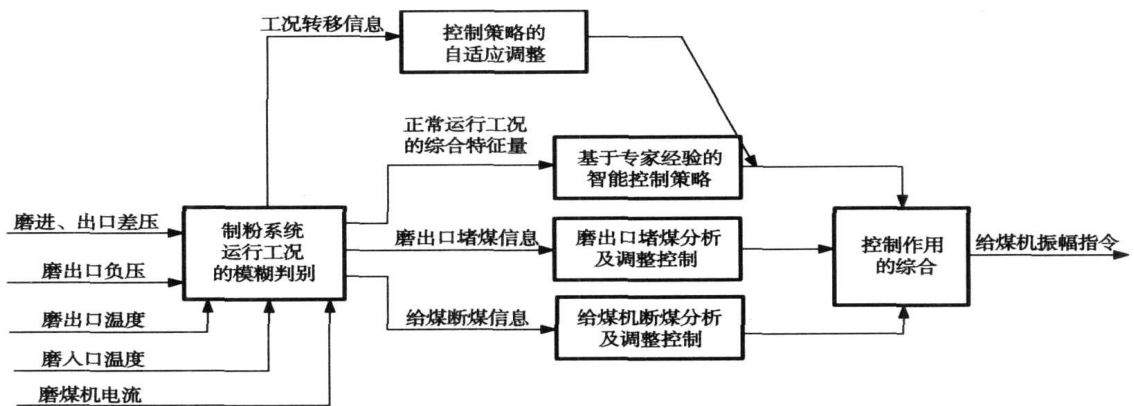 工况转移信息
控制策略的
自适应调整
正常运行工况
的综合特征量
基于专家经验的
智能控制策略
磨进、出口差压
磨出口负压
磨出口温度
磨入口温度
磨煤机电流
制粉系统
运行工况
的模糊判别
磨出口堵煤信息
磨出口堵煤分析
及调整控制
给煤断煤信息
给煤机断煤分析
及调整控制
控制作用
的综合
给煤机振幅指令